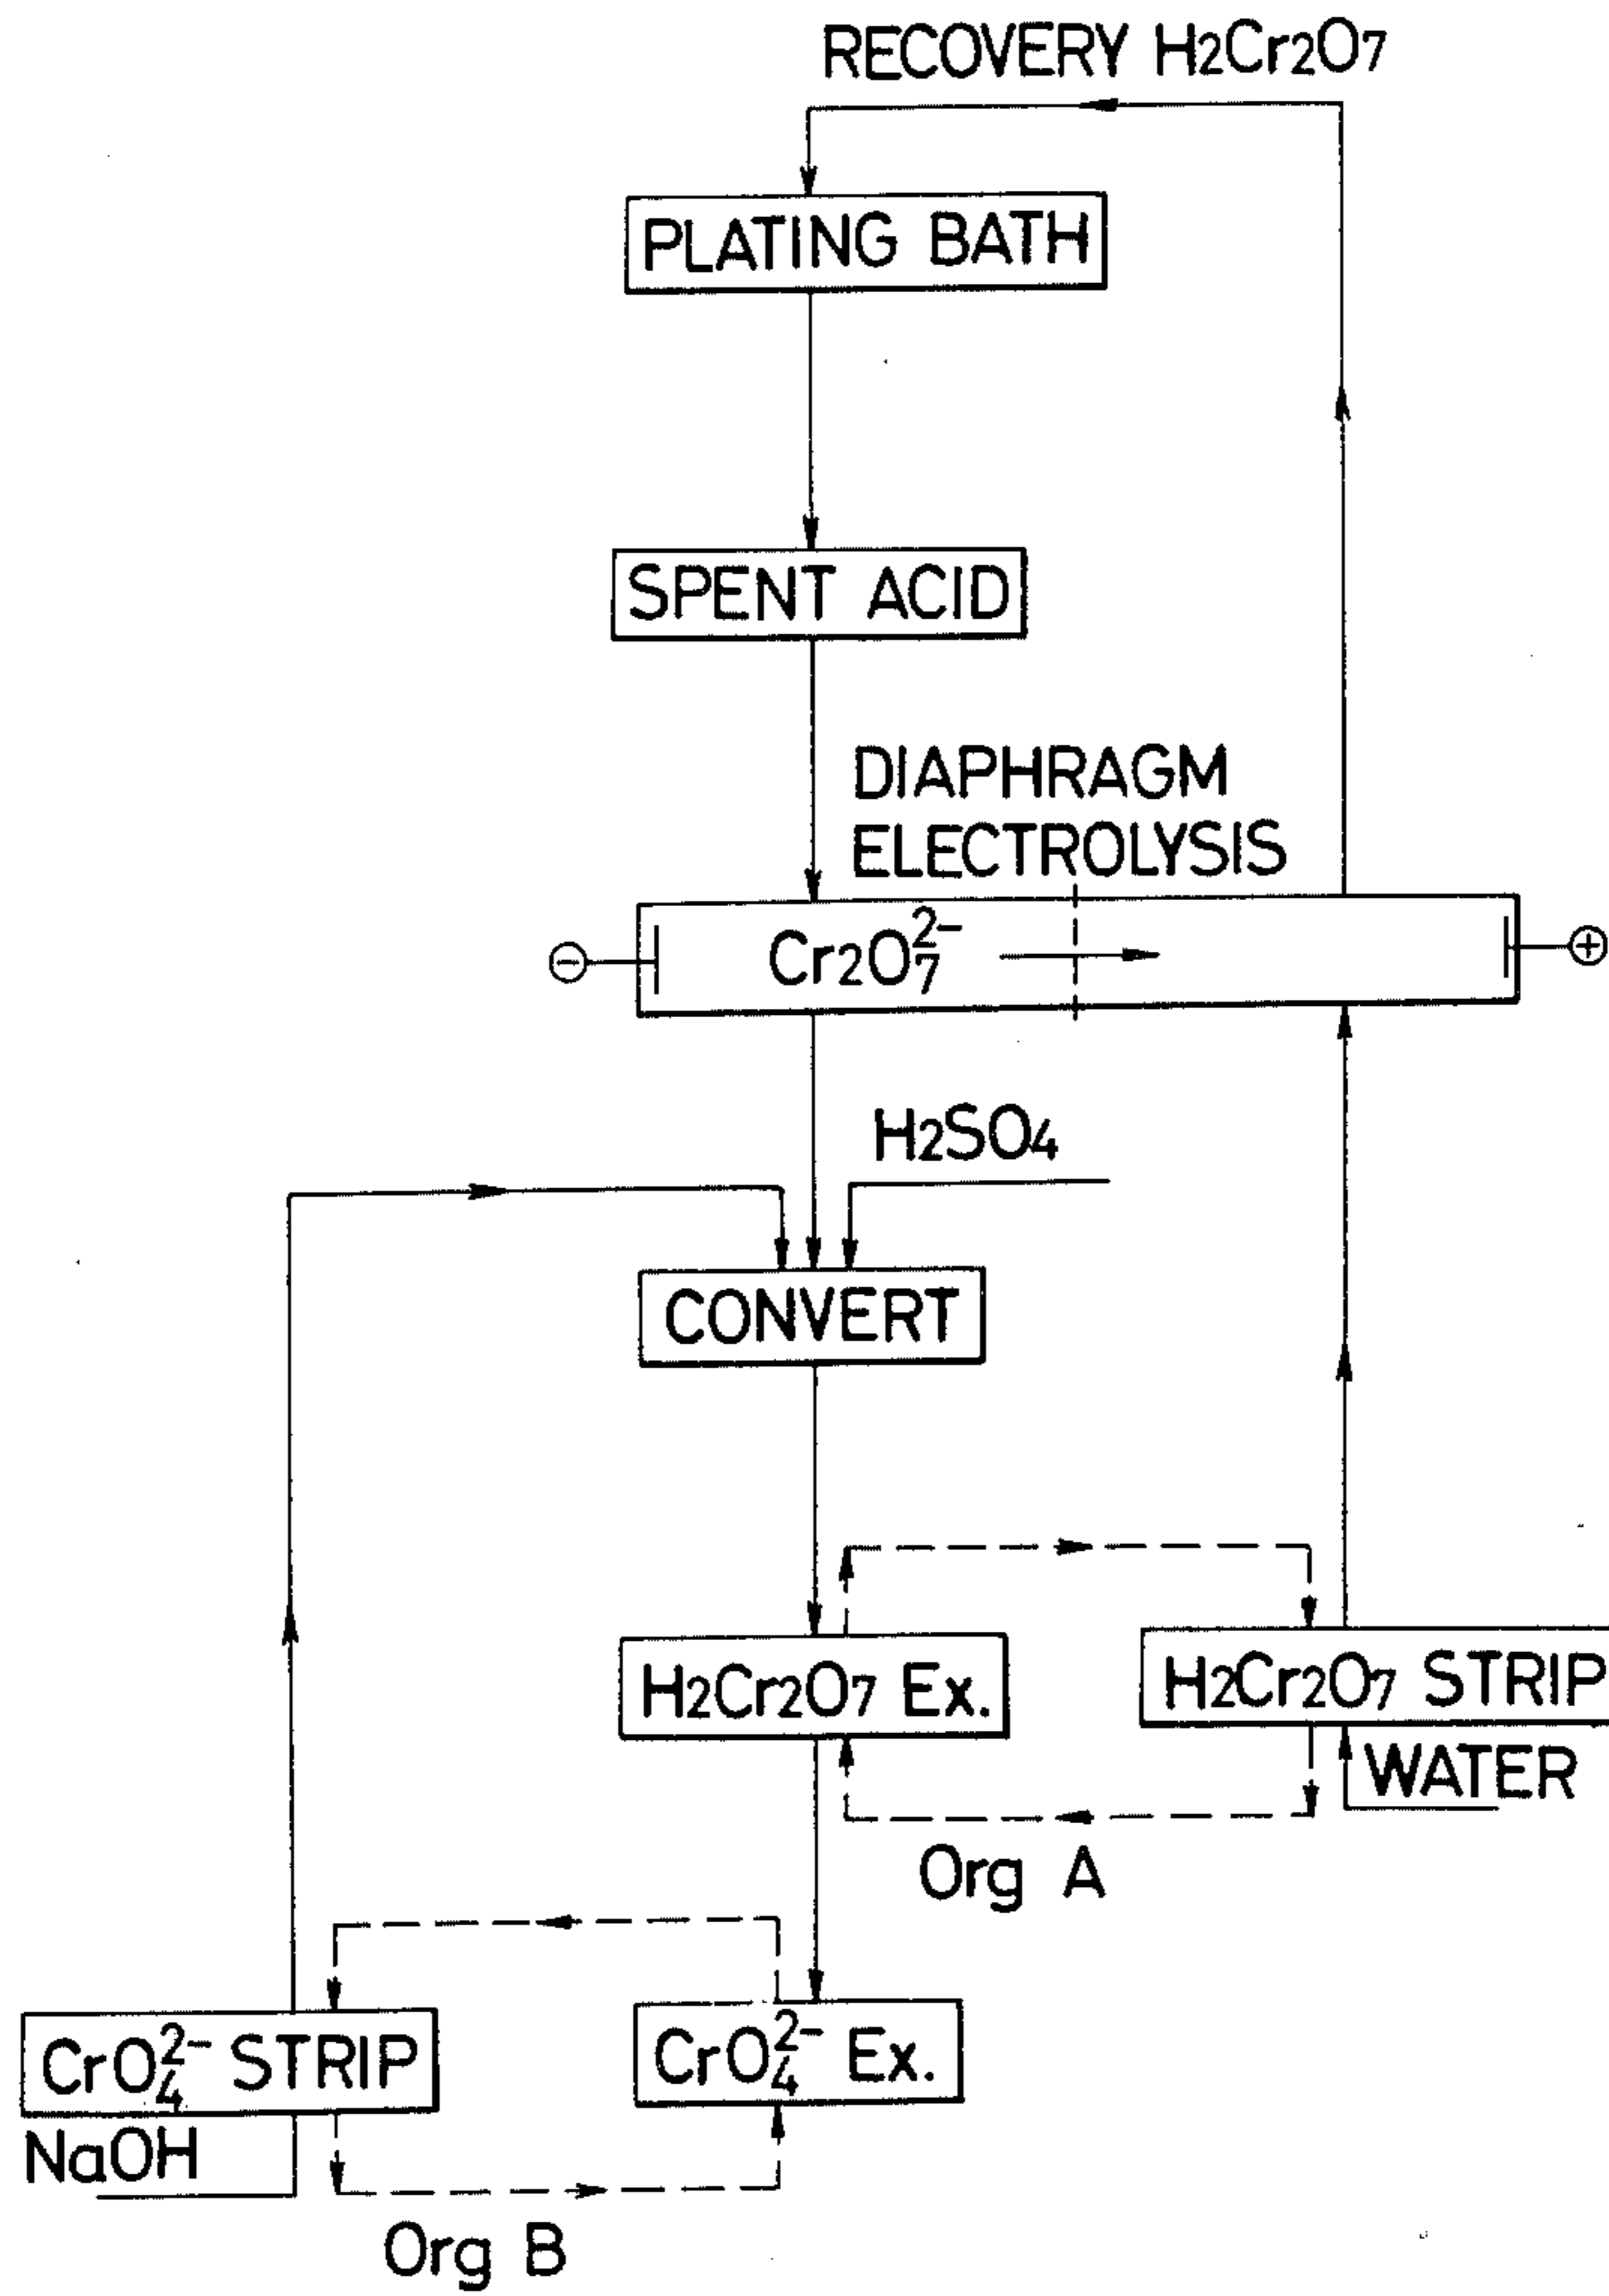 RECOVERY H2Cr2O7
PLATING BATH
SPENT ACID
DIAPHRAGM
ELECTROLYSIS
⊖ Cr2O7^2- ⊕
H2SO4
CONVERT
H2Cr2O7 Ex.
H2Cr2O7 STRIP
WATER
Org A
CrO4^2- STRIP
CrO4^2- Ex.
NaOH
Org B